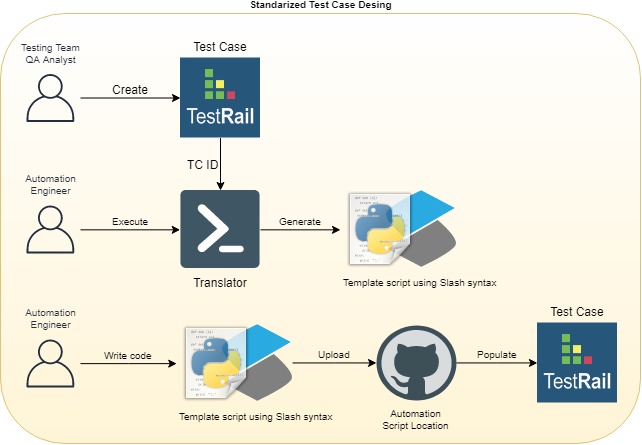 Standarized Test Case Desing
Testing Team
QA Analyst
Test Case
Create
TestRail
TC ID
Automation
Engineer
Execute
Generate
Translator
Template script using Slash syntax
Automation
Engineer
Test Case
Write code
Upload
Populate
TestRail
Template script using Slash syntax
Automation
Script Location